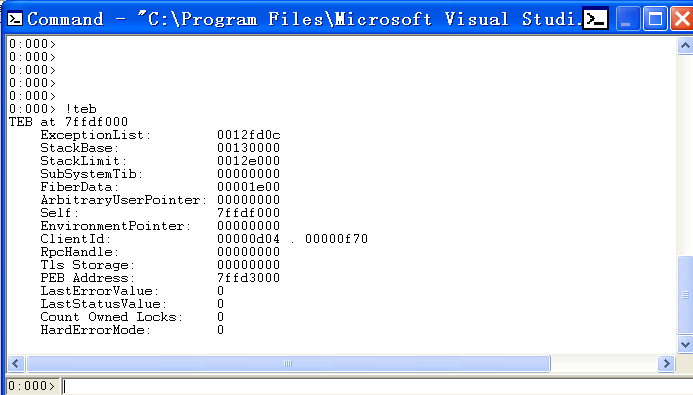 Command - "C:\Program Files\Microsoft Visual Studi...
0:000>
0:000>
0:000>
0:000>
0:000>
0:000> !teb
TEB at 7ffdf000
    ExceptionList:        0012fd0c
    StackBase:            00130000
    StackLimit:           0012e000
    SubSystemTib:         00000000
    FiberData:            00001e00
    ArbitraryUserPointer: 00000000
    Self:                 7ffdf000
    EnvironmentPointer:   00000000
    ClientId:             00000d04 . 00000f70
    RpcHandle:            00000000
    Tls Storage:          00000000
    PEB Address:          7ffd3000
    LastErrorValue:       0
    LastStatusValue:      0
    Count Owned Locks:    0
    HardErrorMode:        0
0:000>